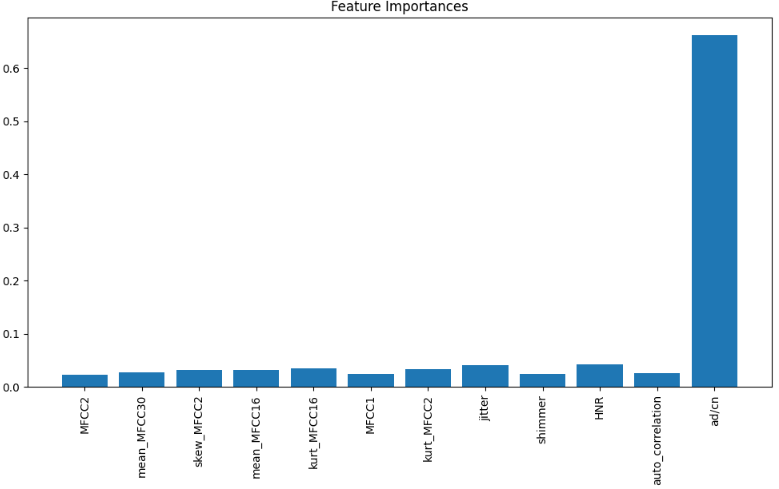 Feature Importances
0.6
0.5
0.4
0.3
0.2
0.1
0.0
MFCC2
mean_MFCC30
skew_MFCC2
mean_MFCC16
kurt_MFCC16
MFCC1
kurt_MFCC2
jitter
shimmer
HNR
auto_correlation
ad/cn